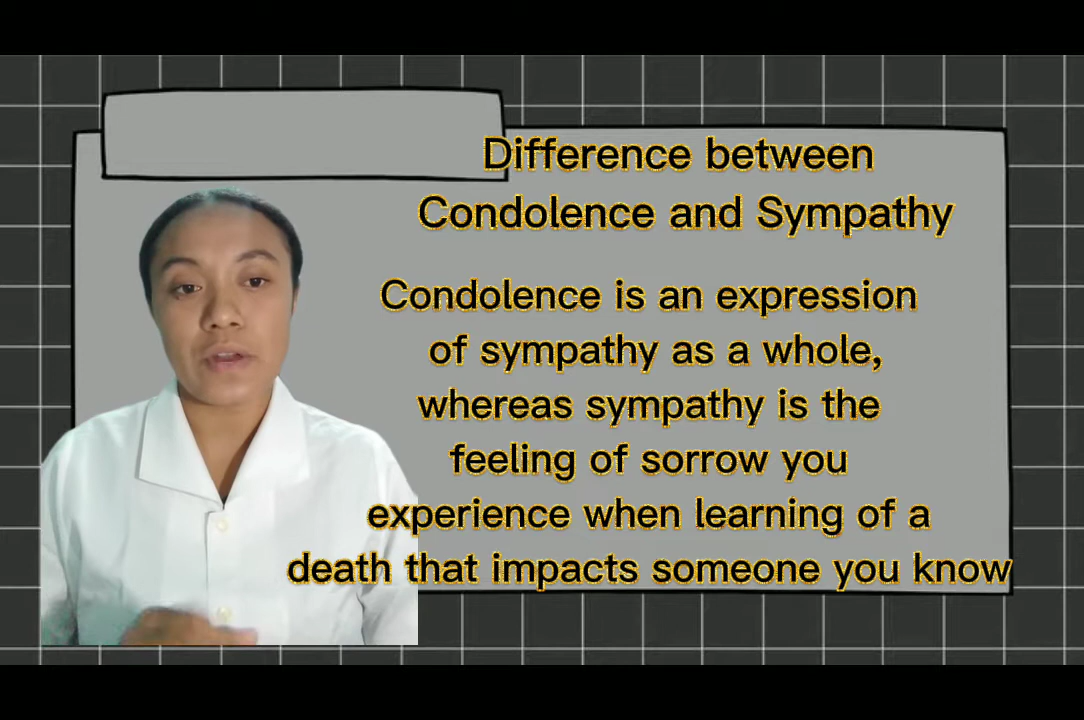 Difference between
Condolence and Sympathy
Condolence is an expression
of sympathy as a whole,
whereas sympathy is the
feeling of sorrow you
experience when learning of a
death that impacts someone you know